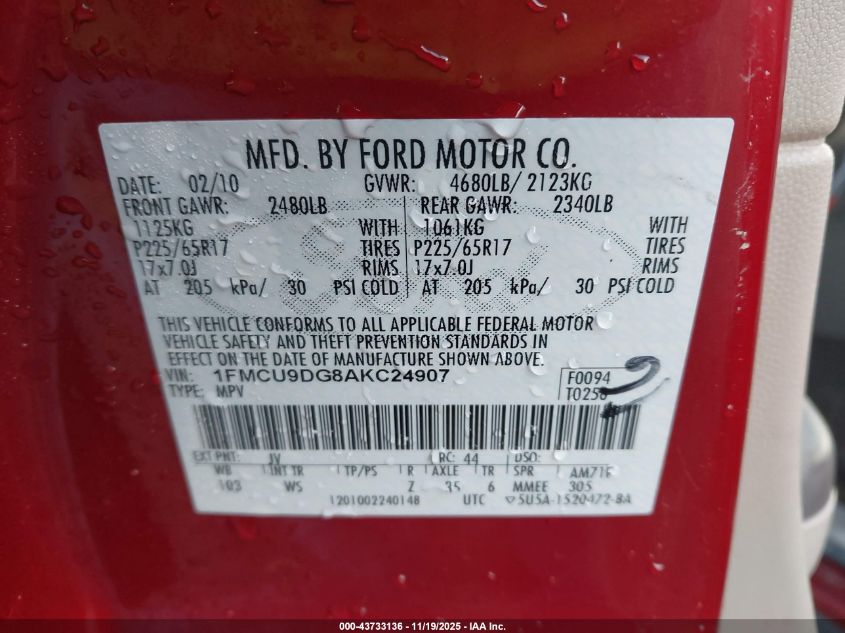 MFD. BY FORD MOTOR CO.
DATE: 02/10 GVWR: 4680LB/ 2123KG
FRONT GAWR: 2480LB REAR GAWR: 2340LB
1125KG WITH 1061KG WITH
P225/65R17 TIRES P225/65R17 TIRES
17x7.0J RIMS 17x7.0J RIMS
AT 205 kPa/ 30 PSI COLD AT 205 kPa/ 30 PSI COLD
THIS VEHICLE CONFORMS TO ALL APPLICABLE FEDERAL MOTOR
VEHICLE SAFETY AND THEFT PREVENTION STANDARDS IN
EFFECT ON THE DATE OF MANUFACTURE SHOWN ABOVE.
VIN: 1FMCU9DG8AKC24907 F0094
TYPE: MPV T0256
EXT PNT: JV RC: 44 DSO:
WB INT TR TP/PS R AXLE TR SPR AM71F
103 WS Z 35 6 MMEE 305
1201002240148 UTC ▽5U5A-1520472-BA
000-43733136 - 11/19/2025 - IAA Inc.